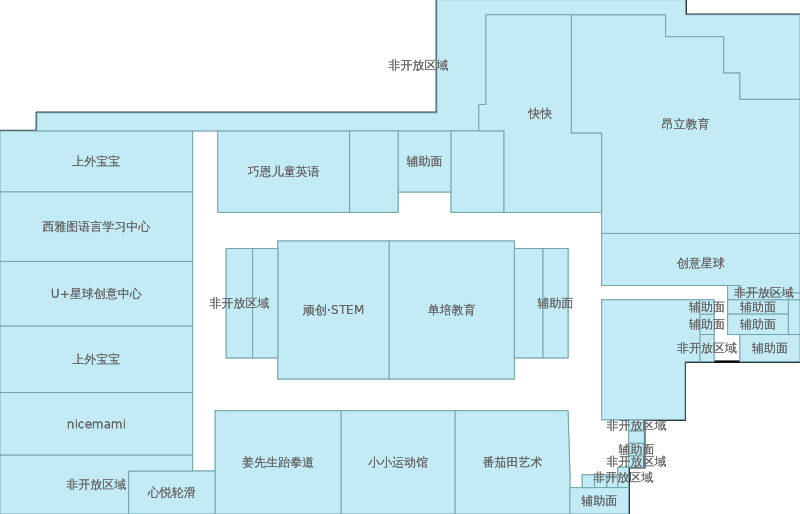 非开放区域
快快
昂立教育
上外宝宝
巧恩儿童英语
辅助面
西雅图语言学习中心
创意星球
U+星球创意中心
非开放区域
顽创·STEM
单培教育
辅助面
非开放区域
辅助面
辅助面
辅助面
辅助面
非开放区域
辅助面
上外宝宝
nicemami
非开放区域
心悦轮滑
姜先生跆拳道
小小运动馆
番茄田艺术
非开放区域
辅助面
非开放区域
非开放区域
辅助面